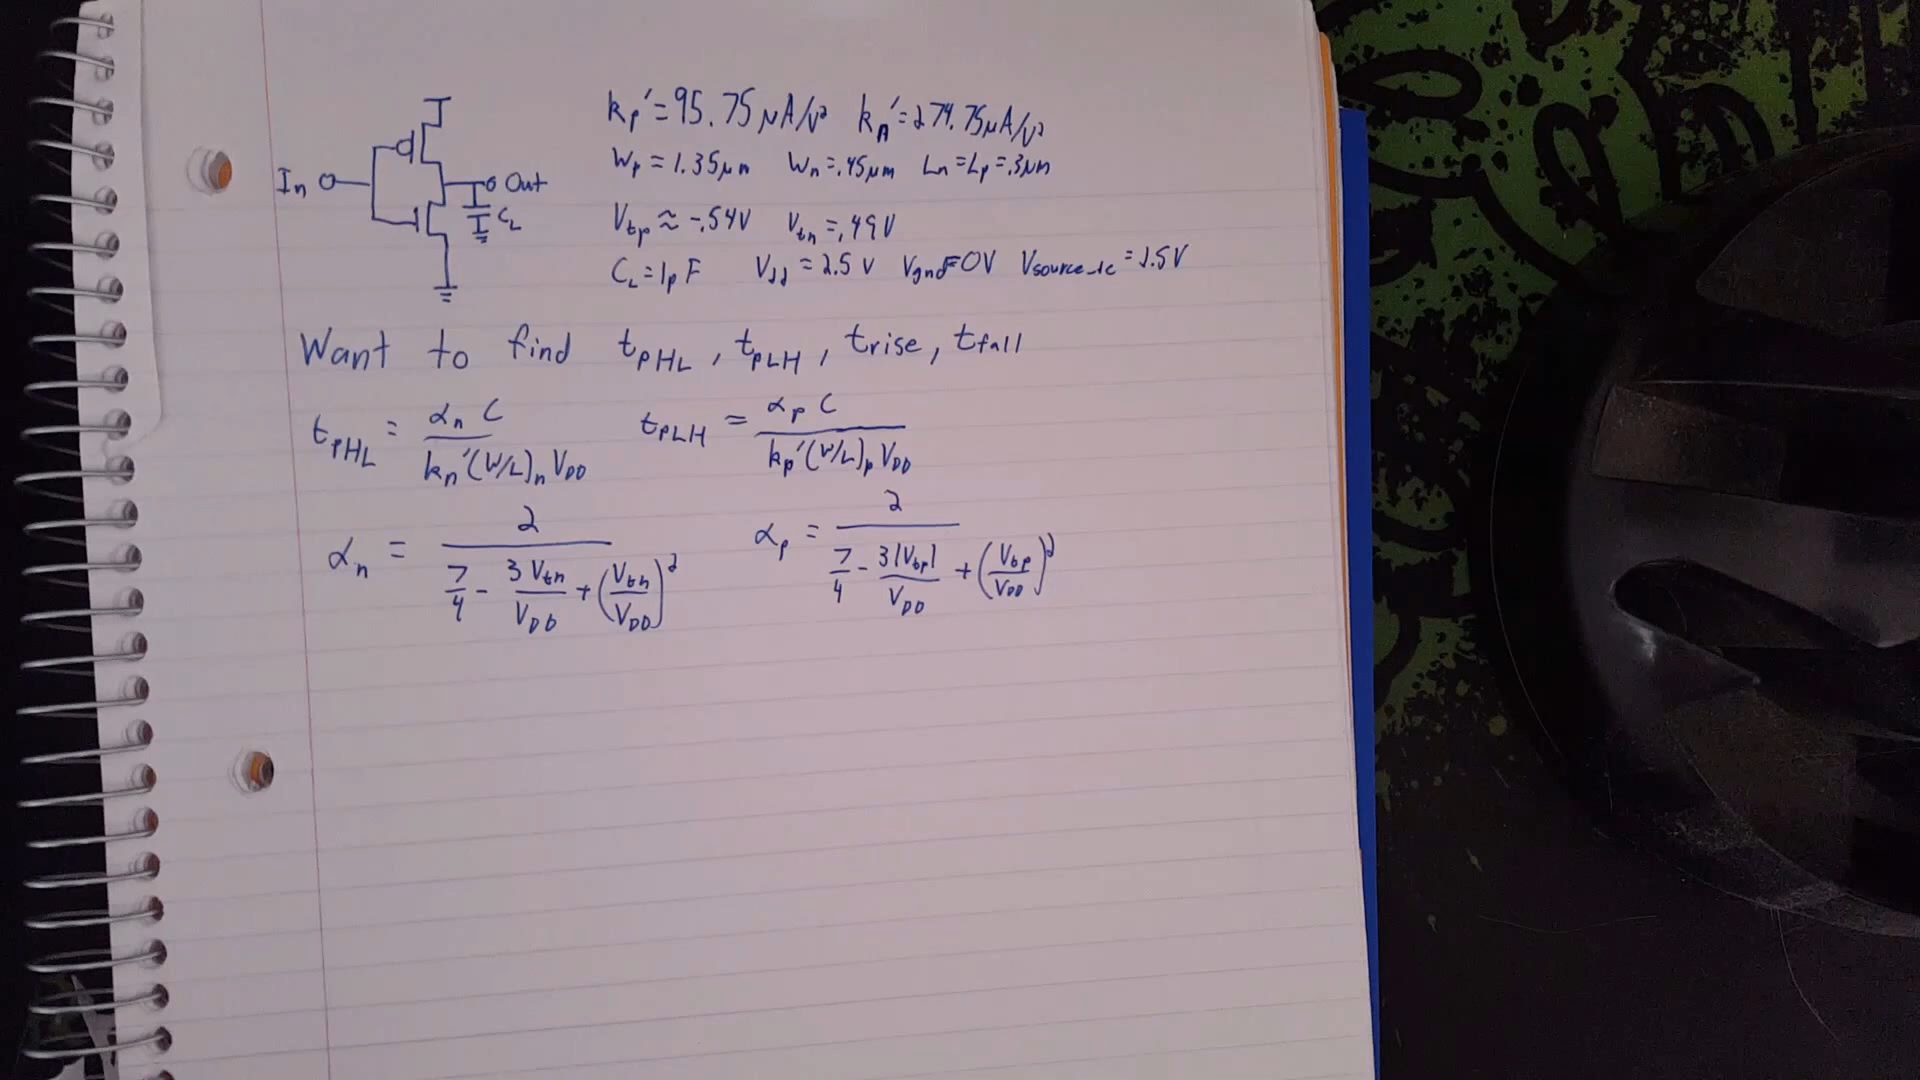 kp' = 95.75 μA/V² kn' = 274.75 μA/V²
Wp = 1.35μm Wn = .45μm Ln = Lp = .3μm
In Out
CL
Vtp ≈ -.54V Vtn = .49V
CL = 1pF Vdd = 2.5 V Vgnd = 0V Vsource_dc = 2.5V
Want to find tpHL, tpLH, trise, tfall
tpHL = αn C / (kn'(W/L)n VDD) tpLH = αp C / (kp'(W/L)p VDD)
αn = 2 / (7/4 - 3Vtn/VDD + (Vtn/VDD)²) αp = 2 / (7/4 - 3|Vtp|/VDD + (Vtp/VDD)²)